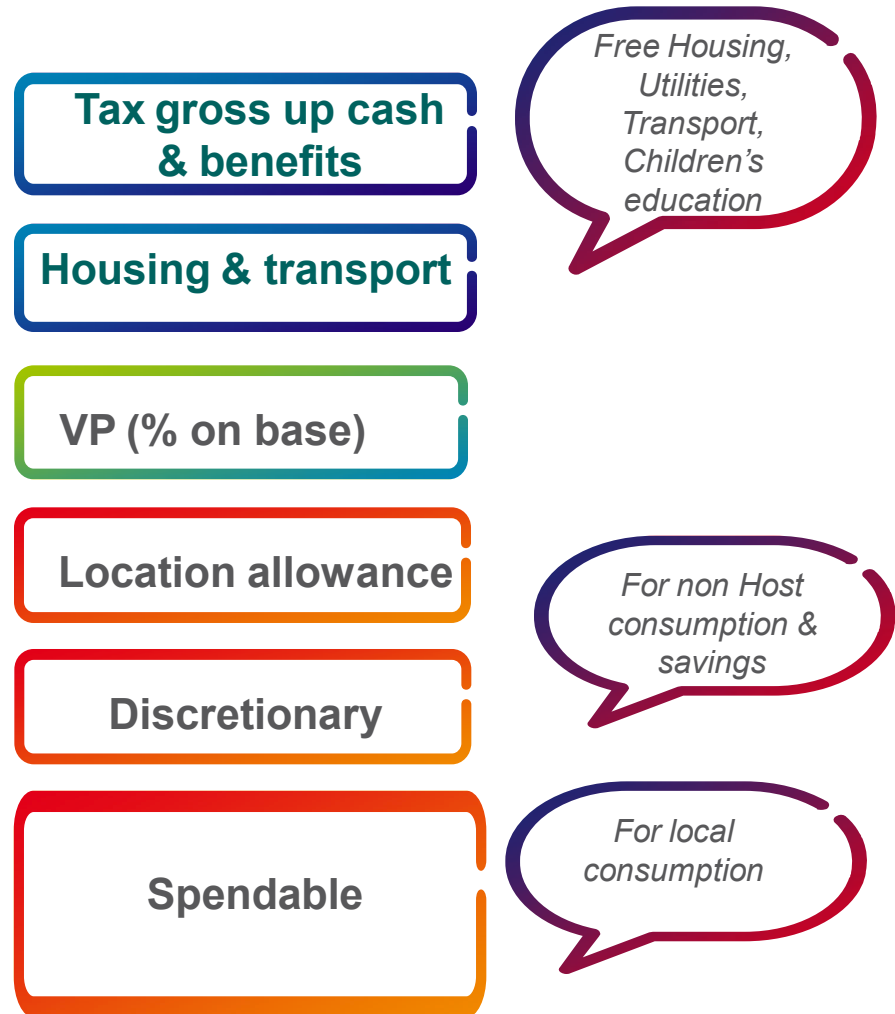 Tax gross up cash
& benefits
Free Housing,
Utilities,
Transport,
Children’s
education
Housing & transport
VP (% on base)
Location allowance
For non Host
consumption &
savings
Discretionary
Spendable
For local
consumption